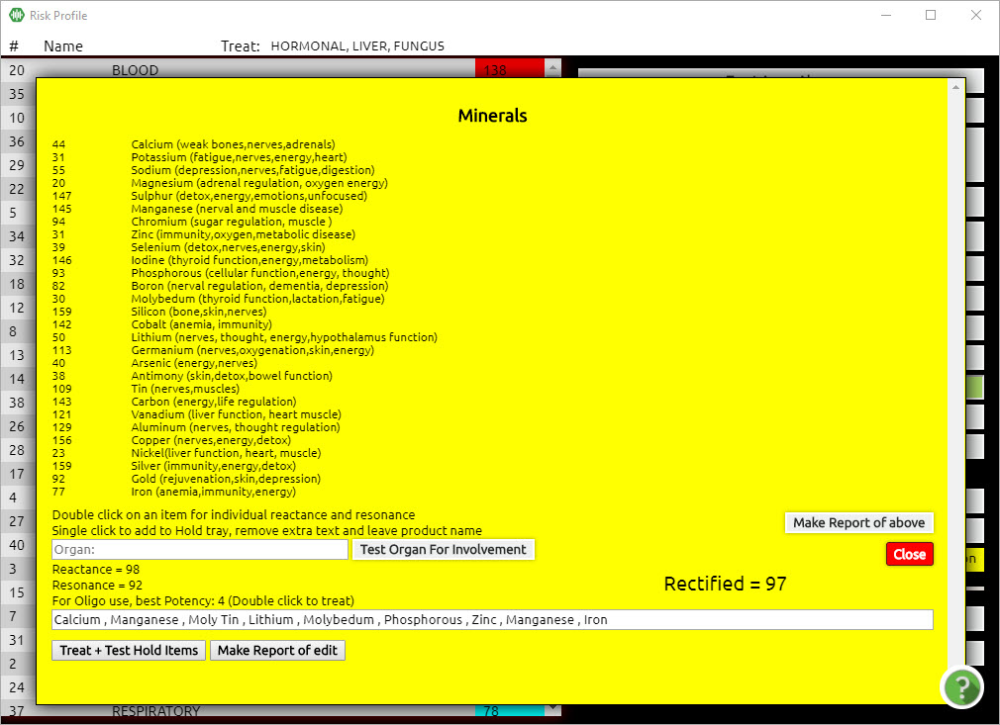 Risk Profile
# Name Treat: HORMONAL, LIVER, FUNGUS
20 BLOOD 138
35
10
36
29
22
5
34
32
18
12
8
13
14
38
26
28
17
4
27
40
3
15
7
31
2
24
37 RESPIRATORY 78
Minerals
44 Calcium (weak bones,nerves,adrenals)
31 Potassium (fatigue,nerves,energy,heart)
55 Sodium (depression,nerves,fatigue,digestion)
20 Magnesium (adrenal regulation, oxygen energy)
147 Sulphur (detox,energy,emotions,unfocused)
145 Manganese (nerval and muscle disease)
94 Chromium (sugar regulation, muscle )
31 Zinc (immunity,oxygen,metabolic disease)
39 Selenium (detox,nerves,energy,skin)
146 Iodine (thyroid function,energy,metabolism)
93 Phosphorous (cellular function,energy, thought)
82 Boron (nerval regulation, dementia, depression)
30 Molybedum (thyroid function,lactation,fatigue)
159 Silicon (bone,skin,nerves)
142 Cobalt (anemia, immunity)
50 Lithium (nerves, thought, energy,hypothalamus function)
113 Germanium (nerves,oxygenation,skin,energy)
40 Arsenic (energy,nerves)
38 Antimony (skin,detox,bowel function)
109 Tin (nerves,muscles)
143 Carbon (energy,life regulation)
121 Vanadium (liver function, heart muscle)
129 Aluminum (nerves, thought regulation)
156 Copper (nerves,energy,detox)
23 Nickel(liver function, heart, muscle)
159 Silver (immunity,energy,detox)
92 Gold (rejuvenation,skin,depression)
77 Iron (anemia,immunity,energy)
Double click on an item for individual reactance and resonance
Single click to add to Hold tray, remove extra text and leave product name
Make Report of above
Organ: Test Organ For Involvement
Close
Reactance = 98
Resonance = 92
Rectified = 97
For Oligo use, best Potency: 4 (Double click to treat)
Calcium , Manganese , Moly Tin , Lithium , Molybedum , Phosphorous , Zinc , Manganese , Iron
Treat + Test Hold Items Make Report of edit
?